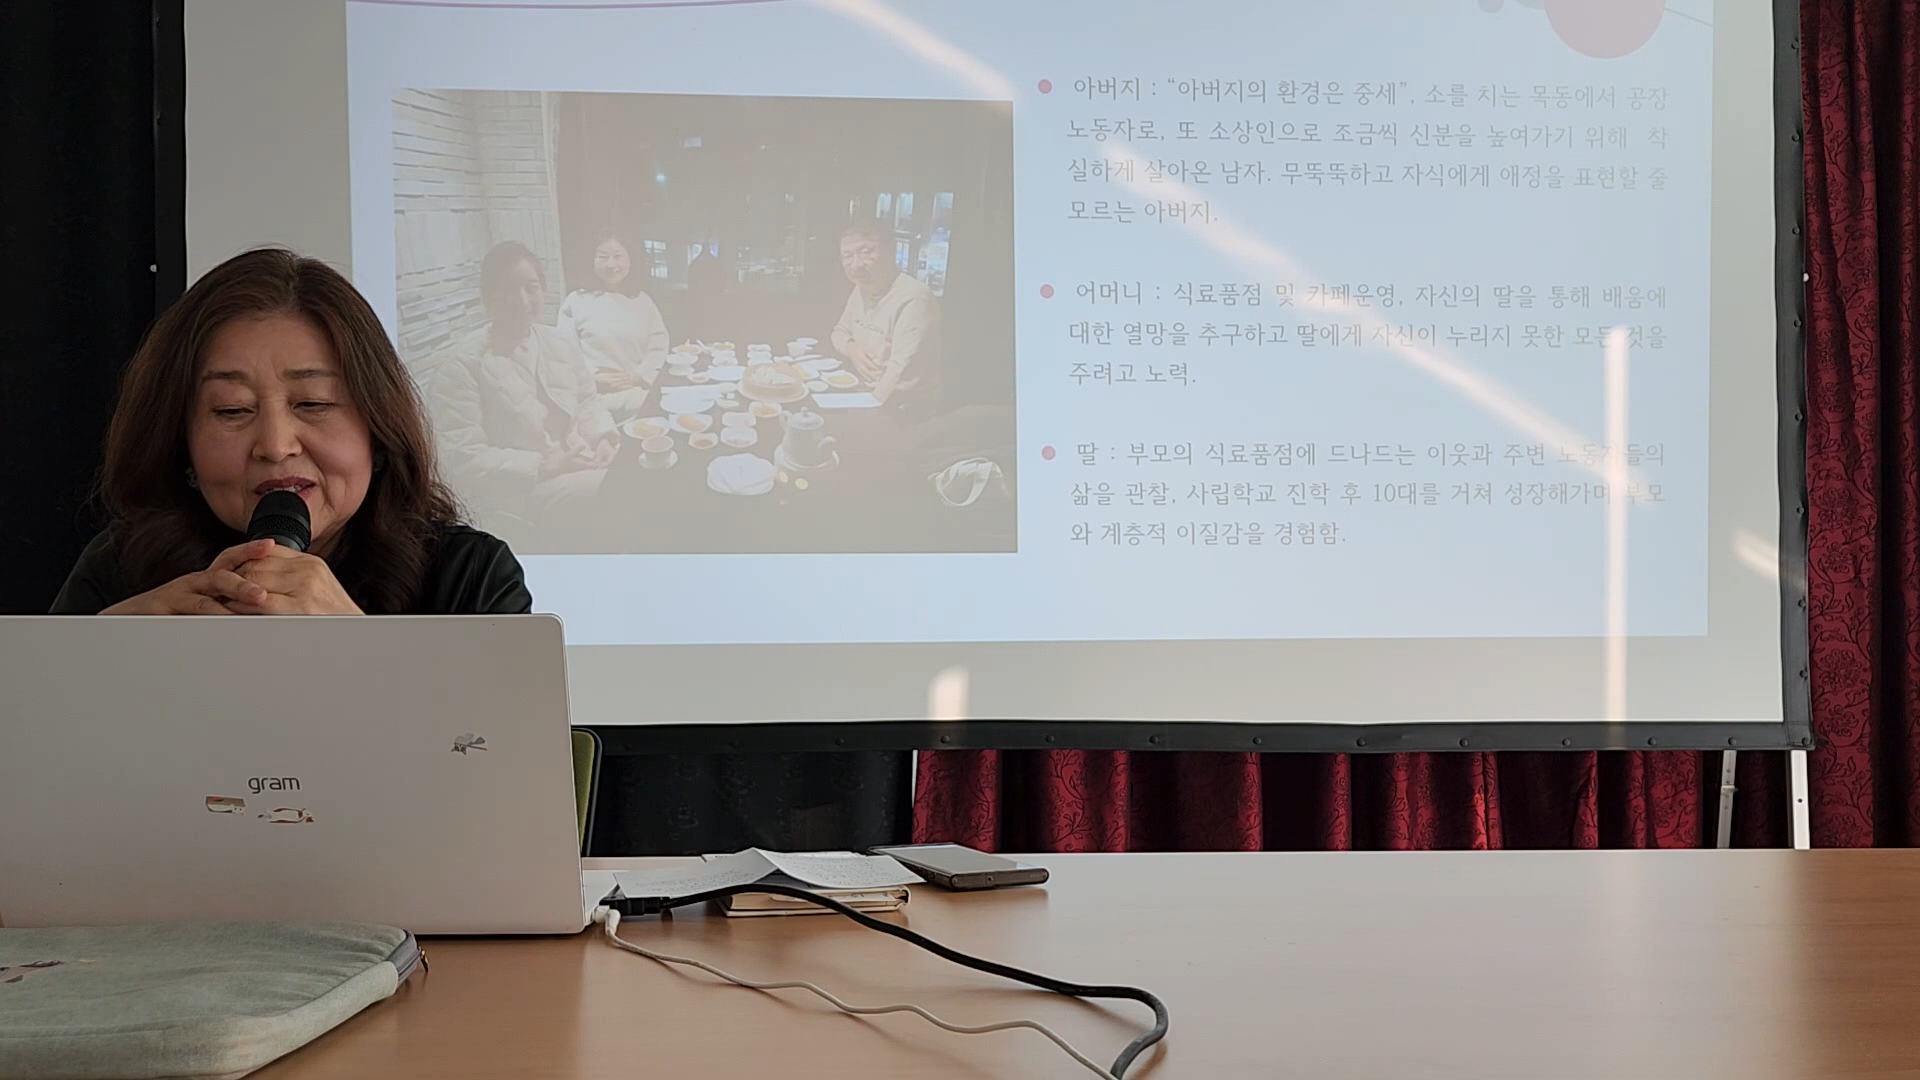 아버지 : “아버지의 환경은 중세”, 소를 치는 목동에서 공장
노동자로, 또 소상인으로 조금씩 신분을 높여가기 위해 착
실하게 살아온 남자. 무뚝뚝하고 자식에게 애정을 표현할 줄
모르는 아버지.
어머니 : 식료품점 및 카페운영, 자신의 딸을 통해 배움에
대한 열망을 추구하고 딸에게 자신이 누리지 못한 모든 것을
주려고 노력.
딸 : 부모의 식료품점에 드나드는 이웃과 주변 노동자들의
삶을 관찰, 사립학교 진학 후 10대를 거쳐 성장해가며 부모
와 계층적 이질감을 경험함.
gram